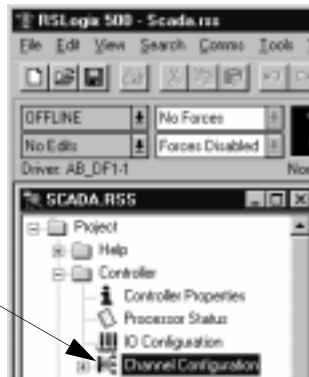 RSLogix 500 - Scada.rss
File Edit View Search Comms Tools
OFFLINE No Forces
No Edits Forces Disabled
Driver: AB_DF1-1
SCADA.RSS
Project
Help
Controller
Controller Properties
Processor Status
IO Configuration
Channel Configuration